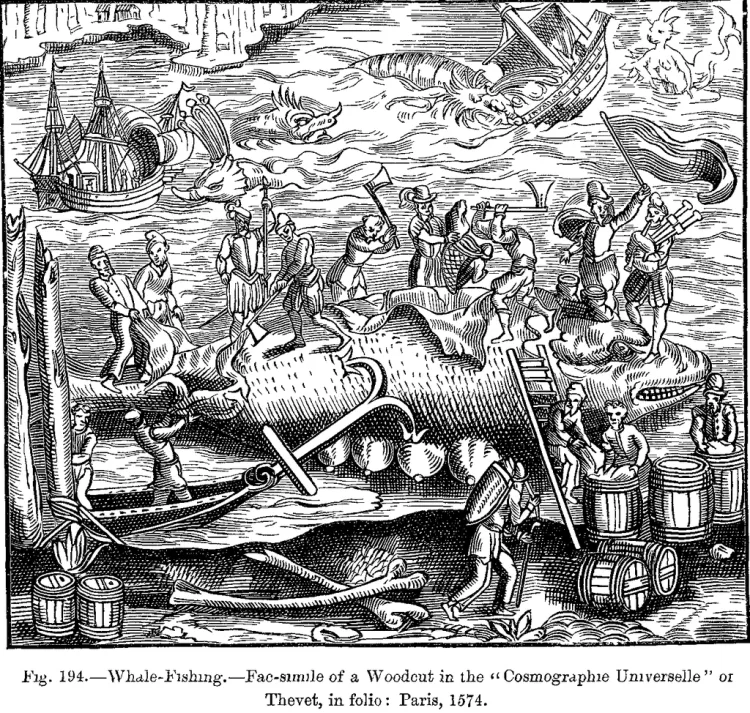 Fig. 194.—Whale-Fishing.—Fac-simile of a Woodcut in the "Cosmographie Universelle" of
Thevet, in folio: Paris, 1574.